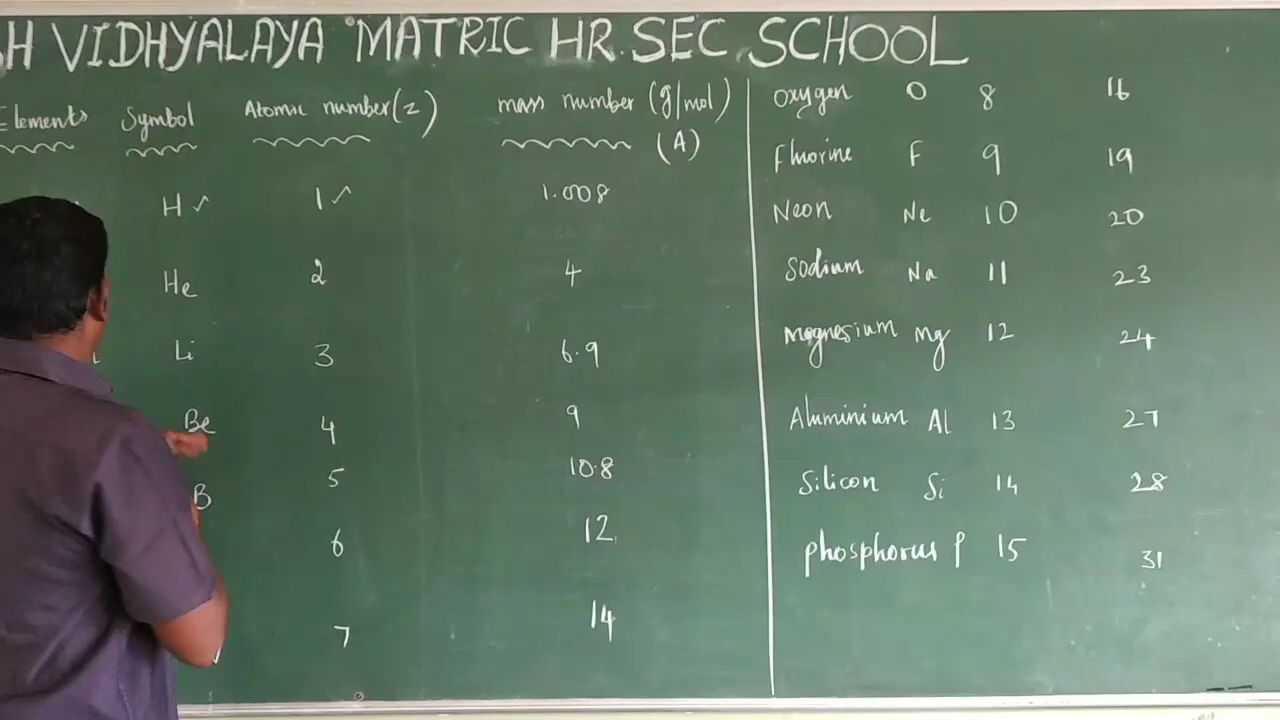 SH VIDHYALAYA MATRIC HR. SEC SCHOOL
Elements Symbol Atomic number(z) mass number (g/mol)
(A)
H ✓ 1 ✓ 1.008
He 2 4
Li 3 6.9
Be 4 9
B 5 10.8
6 12
7 14
Oxygen O 8 16
Fluorine F 9 19
Neon Ne 10 20
Sodium Na 11 23
Magnesium Mg 12 24
Aluminium Al 13 27
Silicon Si 14 28
phosphorus P 15 31